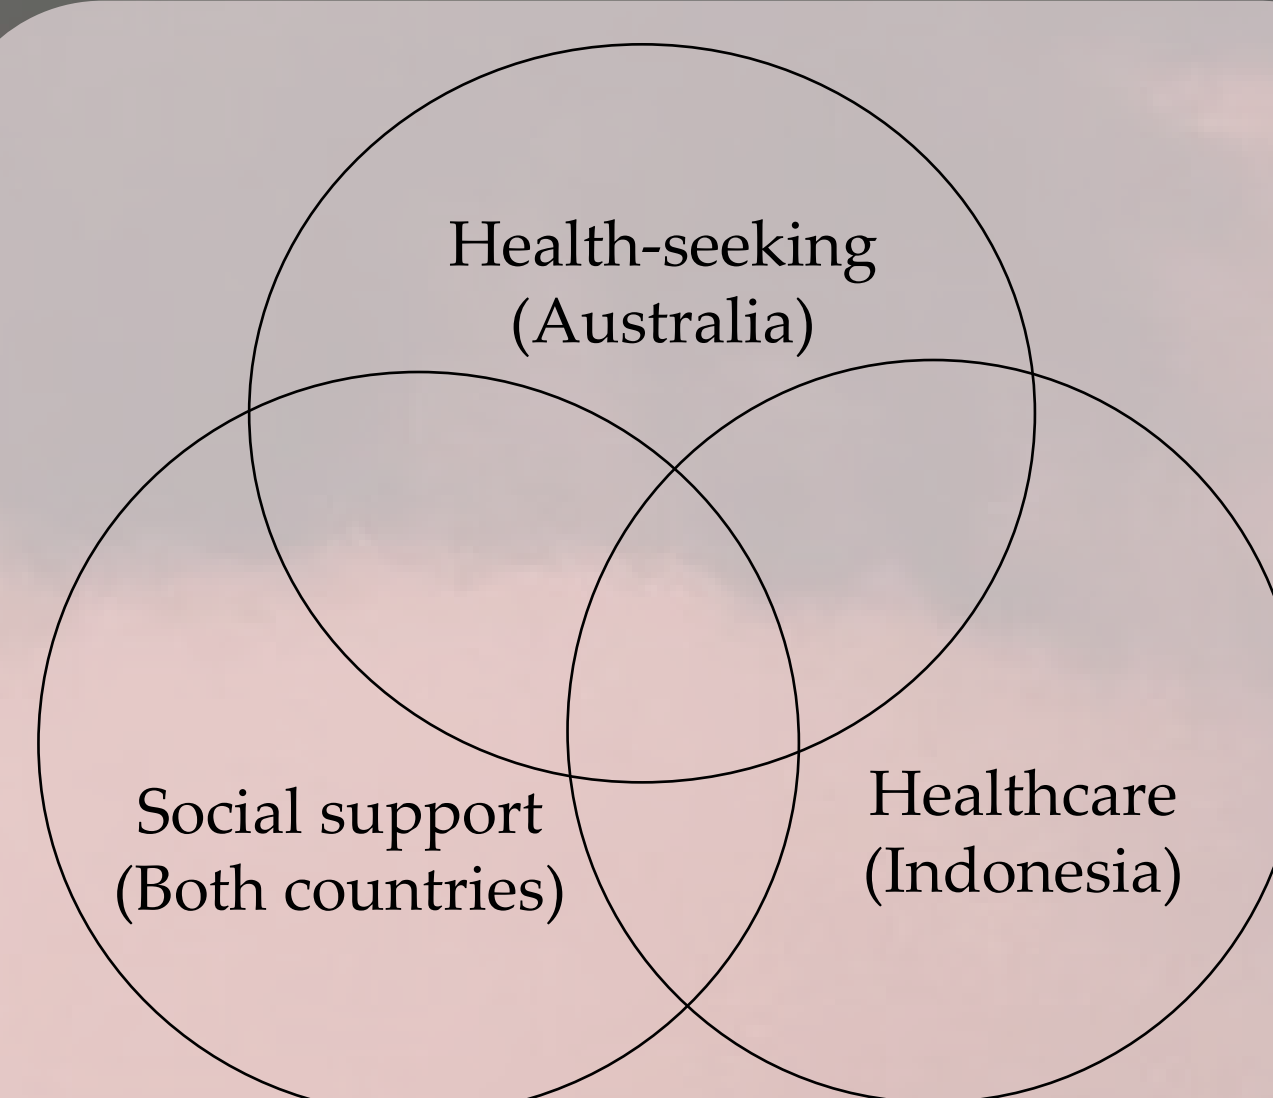 Health-seeking
(Australia)
Social support
(Both countries)
Healthcare
(Indonesia)